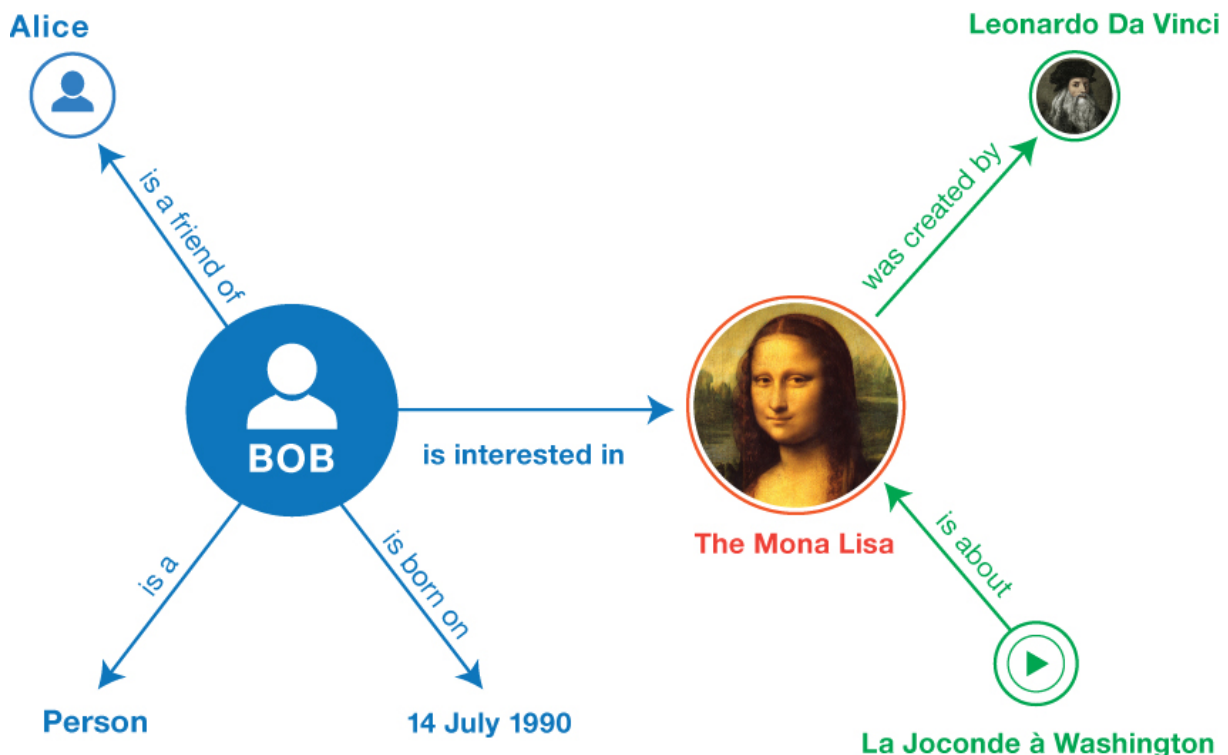 Alice
Leonardo Da Vinci
is a friend of
was created by
BOB
is interested in
The Mona Lisa
is a
is born on
is about
Person
14 July 1990
La Joconde à Washington